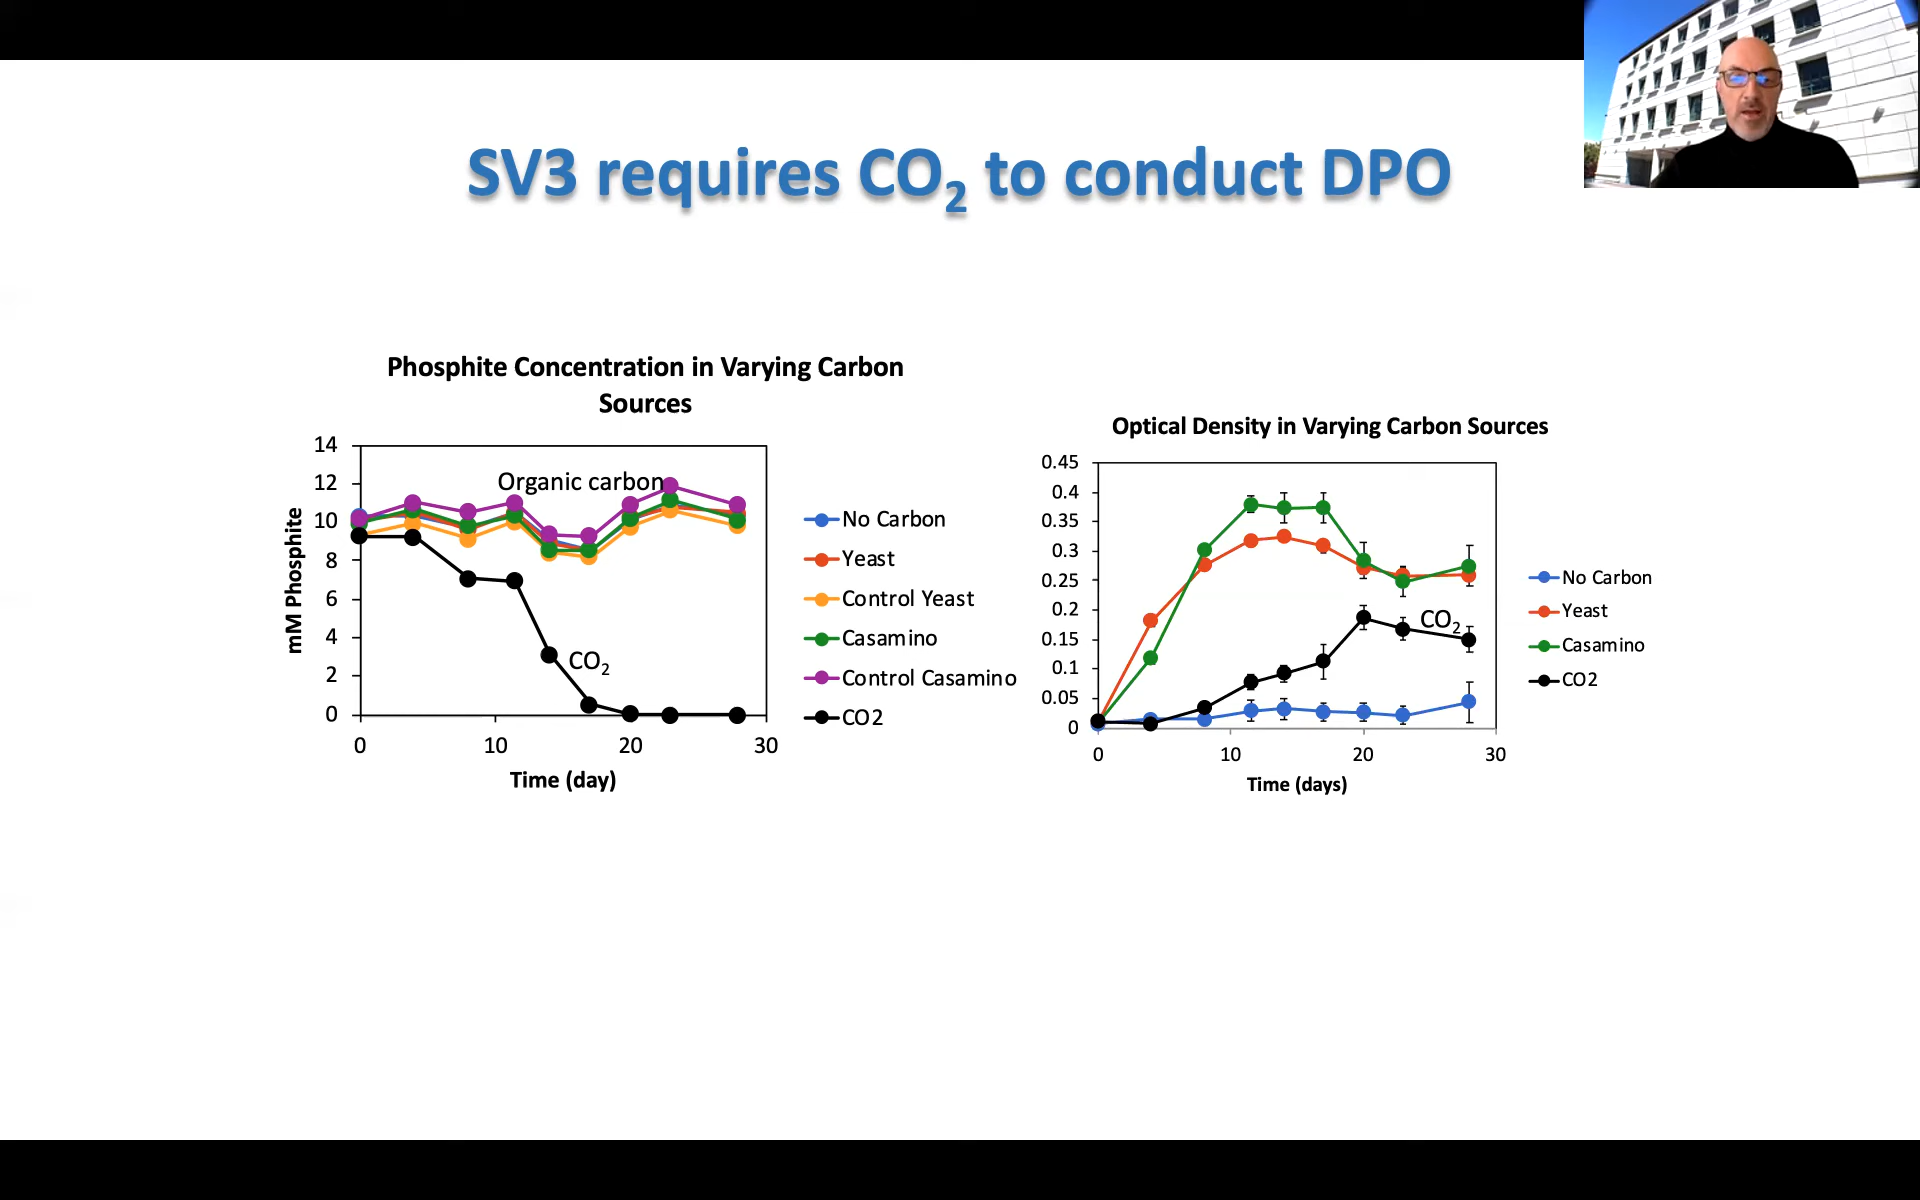 SV3 requires CO₂ to conduct DPO
Phosphite Concentration in Varying Carbon
Sources
14
12
10
8
6
4
2
0
mM Phosphite
Organic carbon
CO₂
0
10
20
30
Time (day)
No Carbon
Yeast
Control Yeast
Casamino
Control Casamino
CO2
Optical Density in Varying Carbon Sources
0.45
0.4
0.35
0.3
0.25
0.2
0.15
0.1
0.05
0
CO₂
0
10
20
30
Time (days)
No Carbon
Yeast
Casamino
CO2